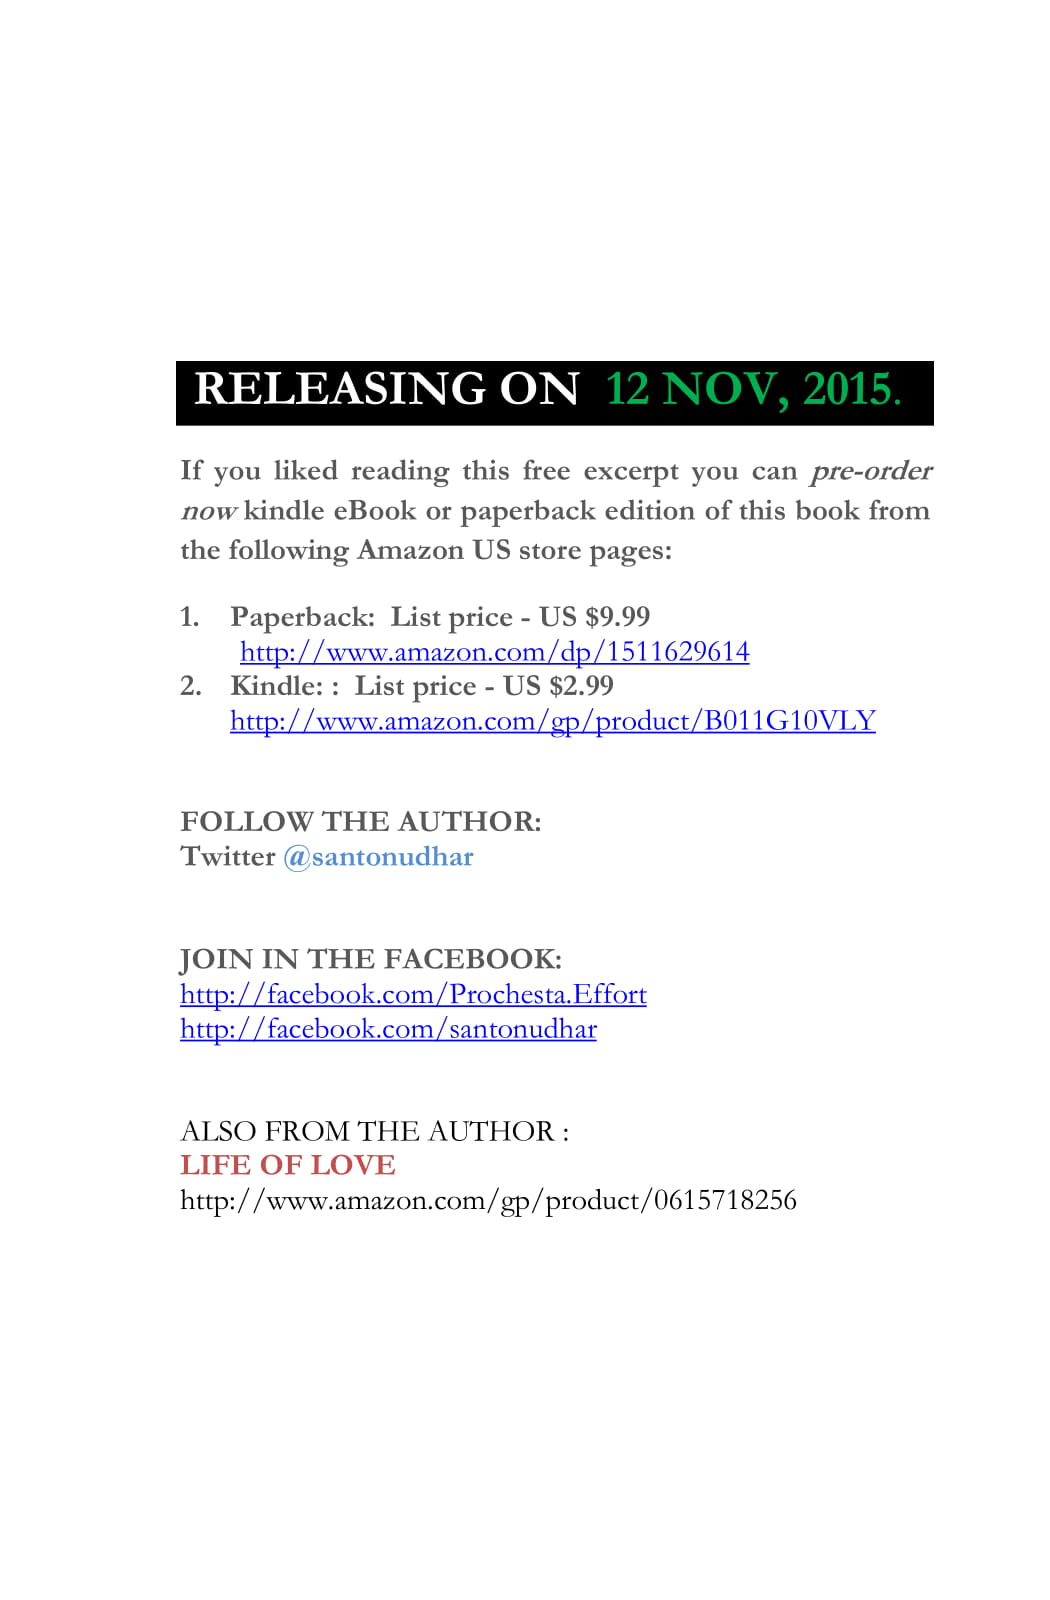 RELEASING ON 12 NOV, 2015.
If you liked reading this free excerpt you can pre-order
now kindle eBook or paperback edition of this book from
the following Amazon US store pages:
1. Paperback: List price - US $9.99
http://www.amazon.com/dp/1511629614
2. Kindle: : List price - US $2.99
http://www.amazon.com/gp/product/B011G10VLY
FOLLOW THE AUTHOR:
Twitter @santonudhar
JOIN IN THE FACEBOOK:
http://facebook.com/Prochesta.Effort
http://facebook.com/santonudhar
ALSO FROM THE AUTHOR :
LIFE OF LOVE
http://www.amazon.com/gp/product/0615718256